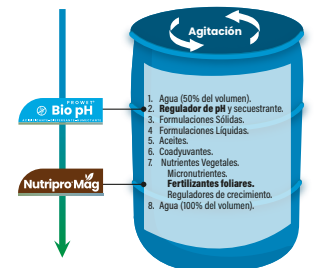 Agitación
PROWET
Bio pH
1. Agua (50% del volumen).
2. Regulador de pH y secuestrante.
3. Formulaciones Sólidas.
4 Formulaciones Líquidas.
5. Aceites.
6. Coadyuvantes.
7. Nutrientes Vegetales.
Micronutrientes.
Fertilizantes foliares.
Reguladores de crecimiento.
8. Agua (100% del volumen).
Nutripro Mag